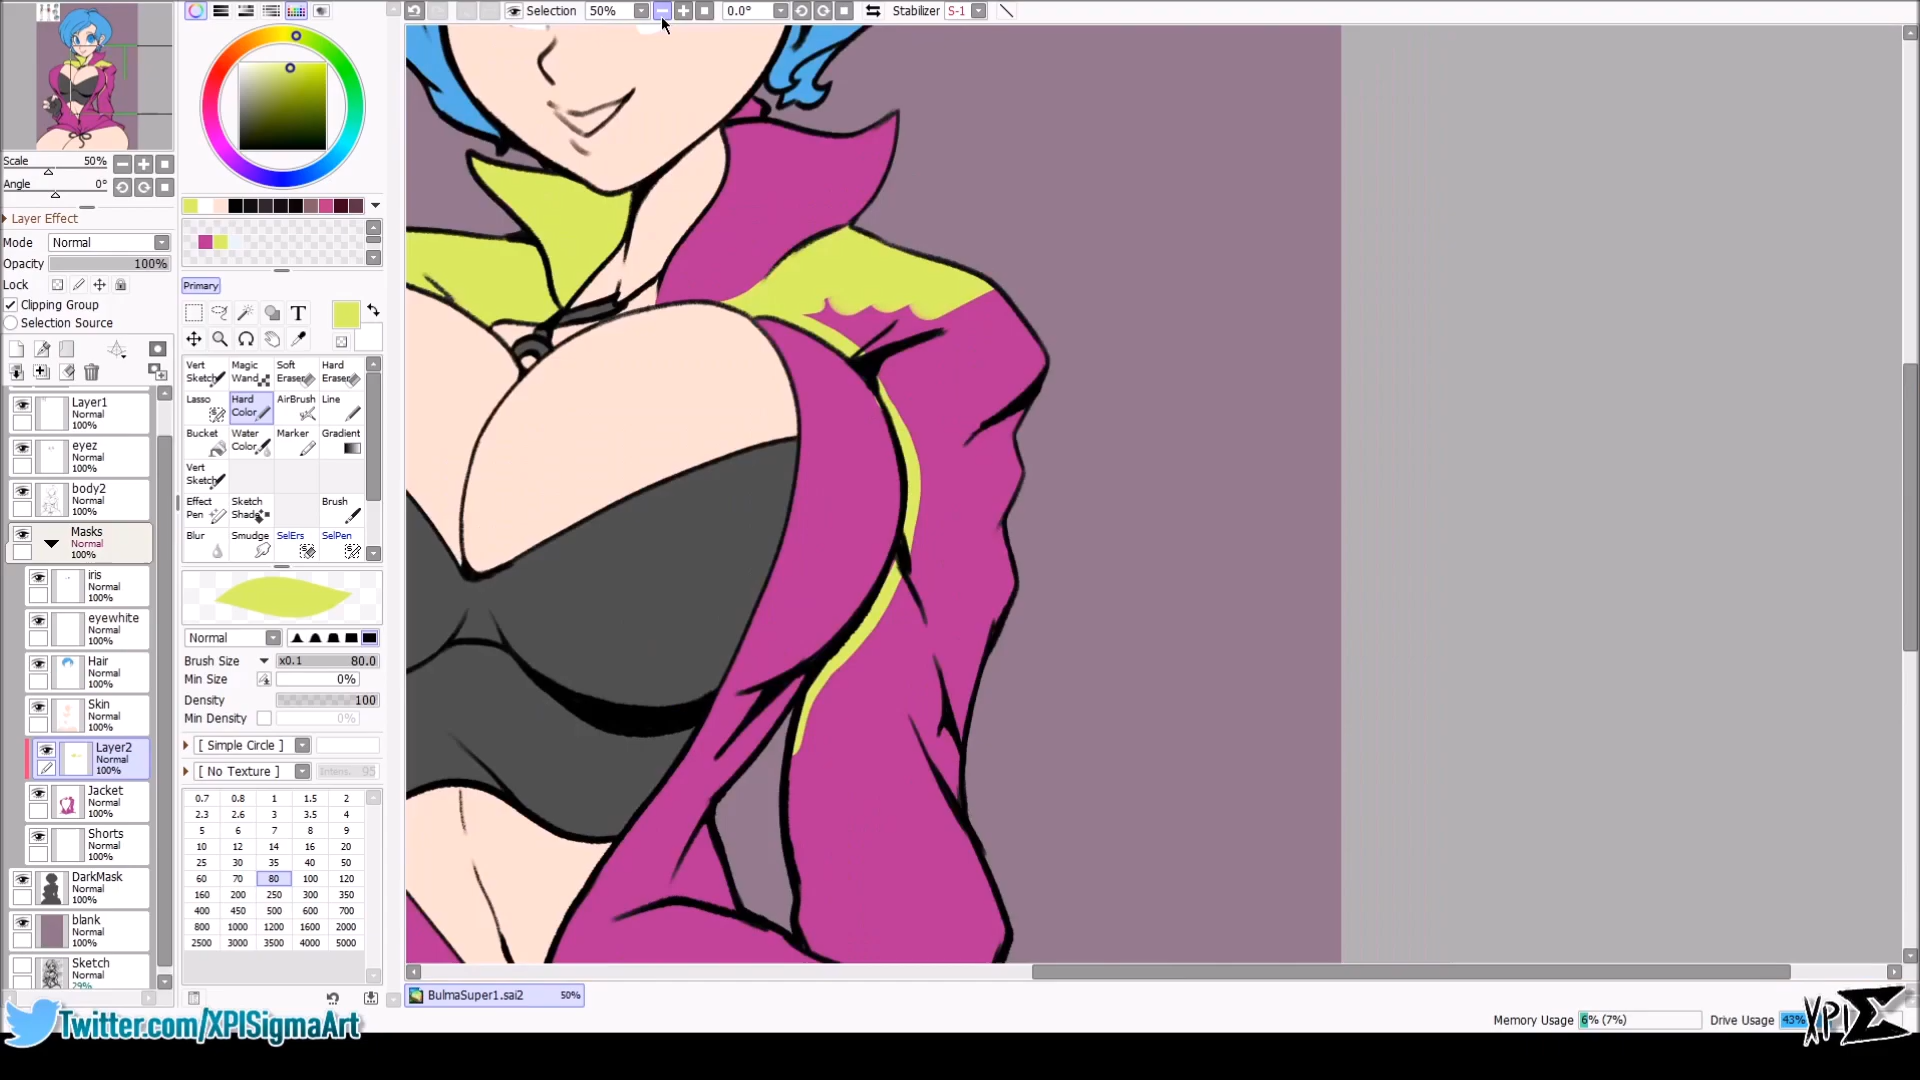 Selection 50% 0.0° Stabilizer S-1
Scale 50%
Angle 0°
Layer Effect
Mode Normal
Opacity 100%
Lock
Clipping Group
Selection Source
Layer1
Normal
100%
eyez
Normal
100%
body2
Normal
100%
Masks
Normal
100%
iris
Normal
100%
eyewhite
Normal
100%
Hair
Normal
100%
Skin
Normal
100%
Layer2
Normal
100%
Jacket
Normal
100%
Shorts
Normal
100%
DarkMask
Normal
100%
blank
Normal
100%
Sketch
Normal
29%
Primary
T
Vert Sketch Magic Wand Soft Eraser Hard Eraser
Lasso Hard Color AirBrush Line
Bucket Water Color Marker Gradient
Vert Sketch
Effect Pen Sketch Shade Brush
Blur Smudge SelErs SelPen
Normal
Brush Size x0.1 80.0
Min Size 0%
Density 100
Min Density 0%
[ Simple Circle ]
[ No Texture ] Intens. 95
0.7 0.8 1 1.5 2
2.3 2.6 3 3.5 4
5 6 7 8 9
10 12 14 16 20
25 30 35 40 50
60 70 80 100 120
160 200 250 300 350
400 450 500 600 700
800 1000 1200 1600 2000
2500 3000 3500 4000 5000
BulmaSuper1.sai2 50%
Memory Usage 6% (7%) Drive Usage 43%
Twitter.com/XPISigmaArt
XPI Σ